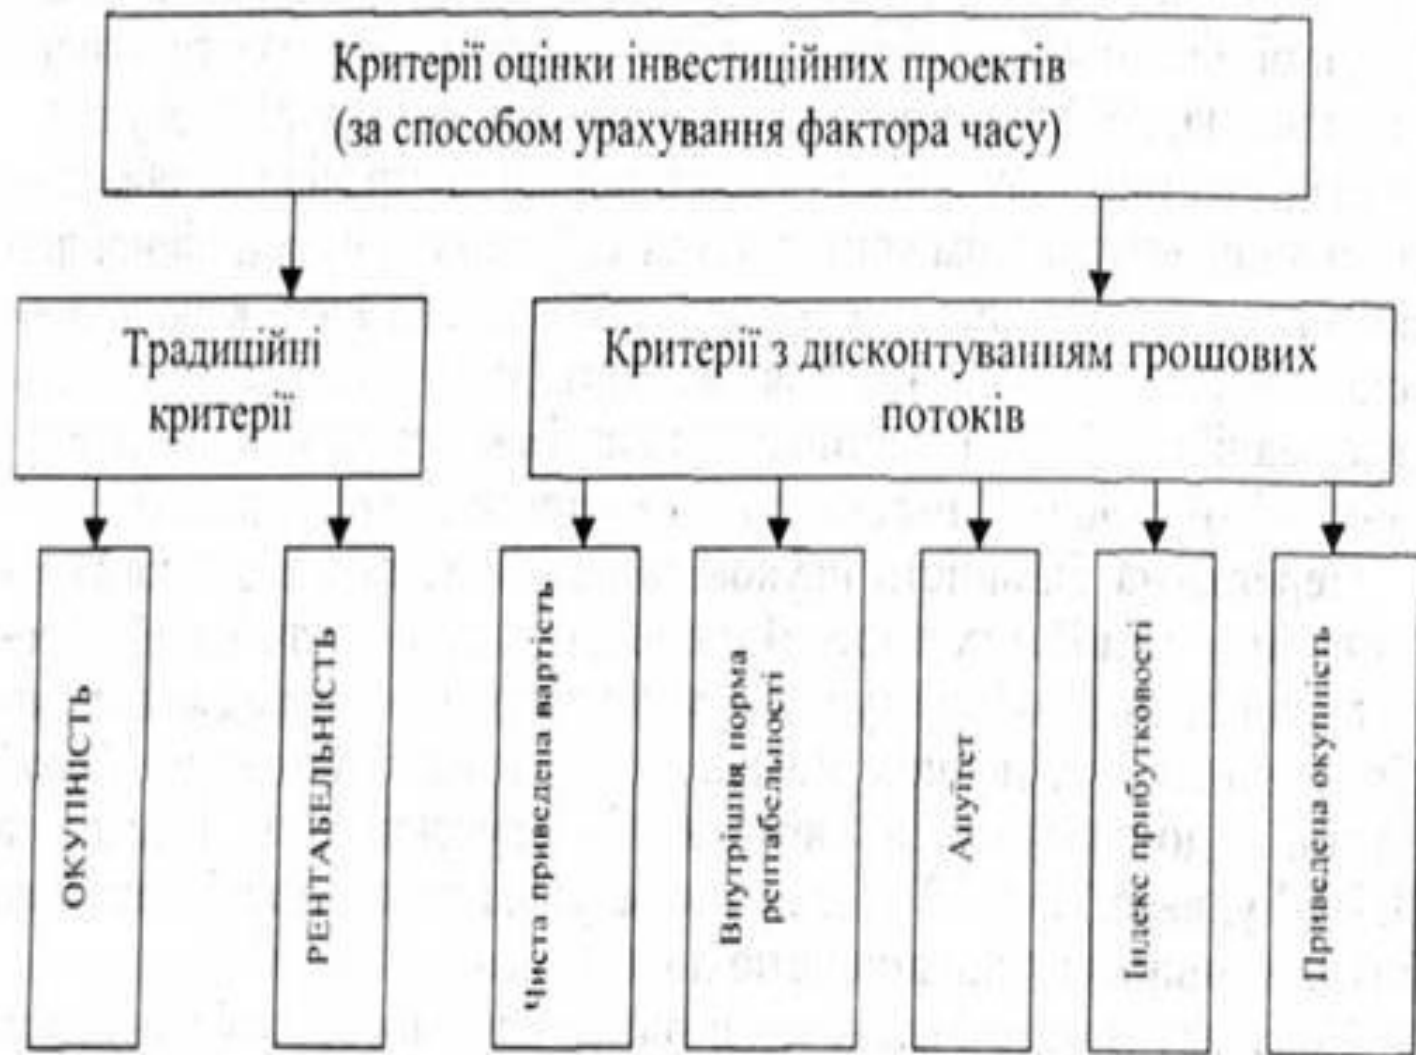 Критерії оцінки інвестиційних проектів
(за способом урахування фактора часу)
Традиційні
критерії
Критерії з дисконтуванням грошових
потоків
ОКУПНІСТЬ
РЕНТАБЕЛЬНІСТЬ
Чиста приведена вартість
Внутрішня норма
рентабельності
Ануїтет
Індекс прибутковості
Приведена окупність